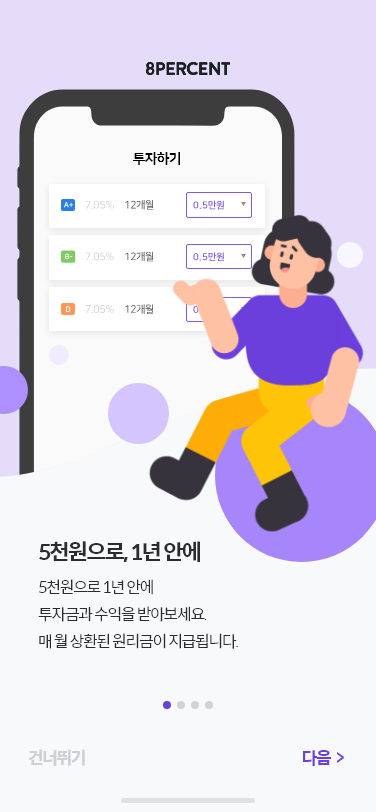 8PERCENT
투자하기
A+ 7.05% 12개월 0.5만원
B- 7.05% 12개월 0.5만원
D 7.05% 12개월
5천원으로, 1년 안에
5천원으로 1년 안에
투자금과 수익을 받아보세요.
매 월 상환된 원리금이 지급됩니다.
건너뛰기 다음 >